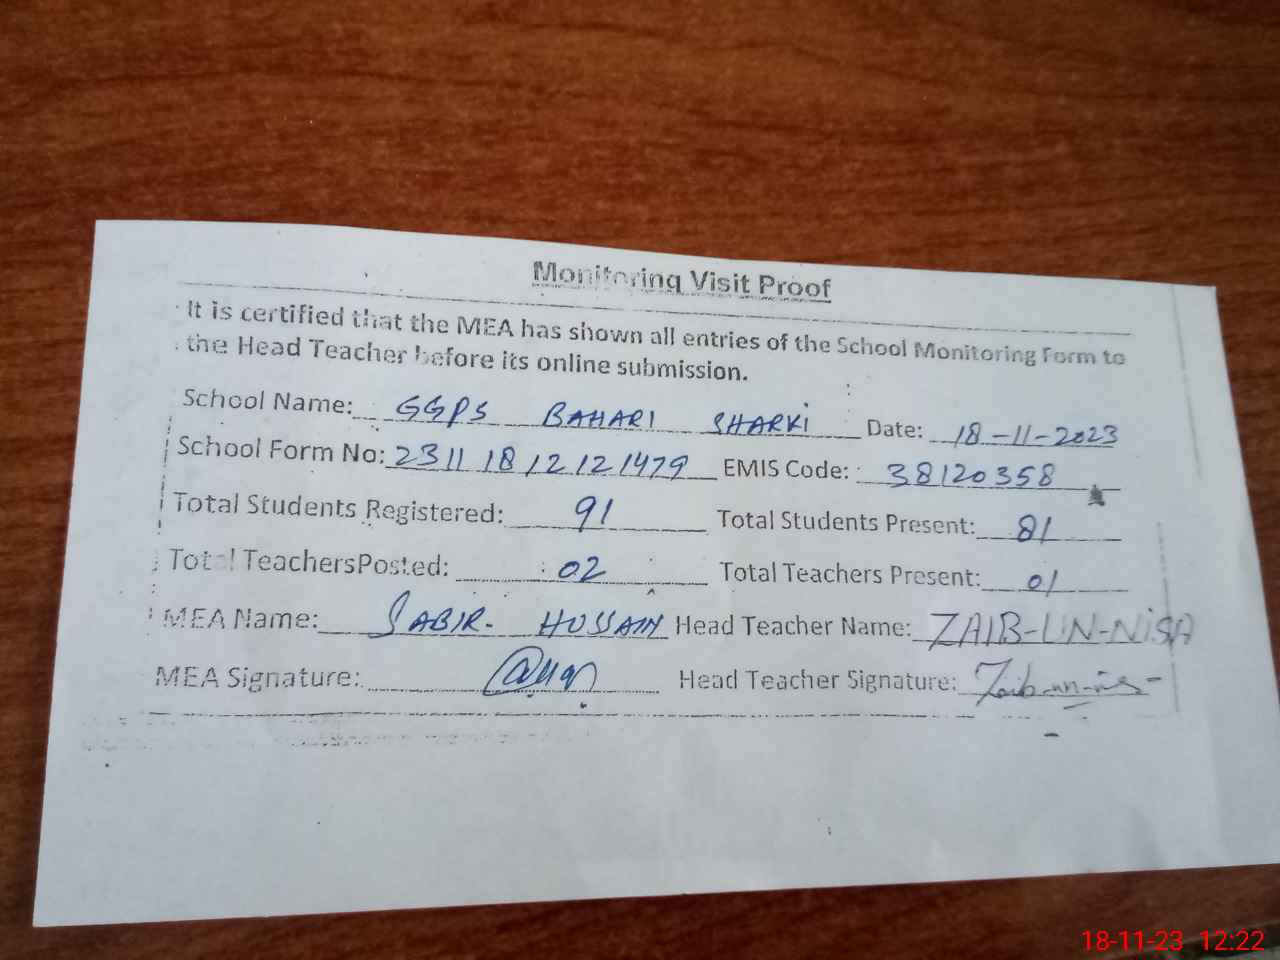 Monitoring Visit Proof
It is certified that the MEA has shown all entries of the School Monitoring Form to
the Head Teacher before its online submission.
School Name: GGPS BAHARI SHARKI Date: 18-11-2023
School Form No: 2311 18 12 12 1479 EMIS Code: 38120358
Total Students Registered: 91 Total Students Present: 81
Total TeachersPosted: 02 Total Teachers Present: 01
MEA Name: SABIR. HUSSAIN Head Teacher Name: ZAIB-UN-NISA
MEA Signature: Head Teacher Signature: Zaib-un-nis
18-11-23 12:22